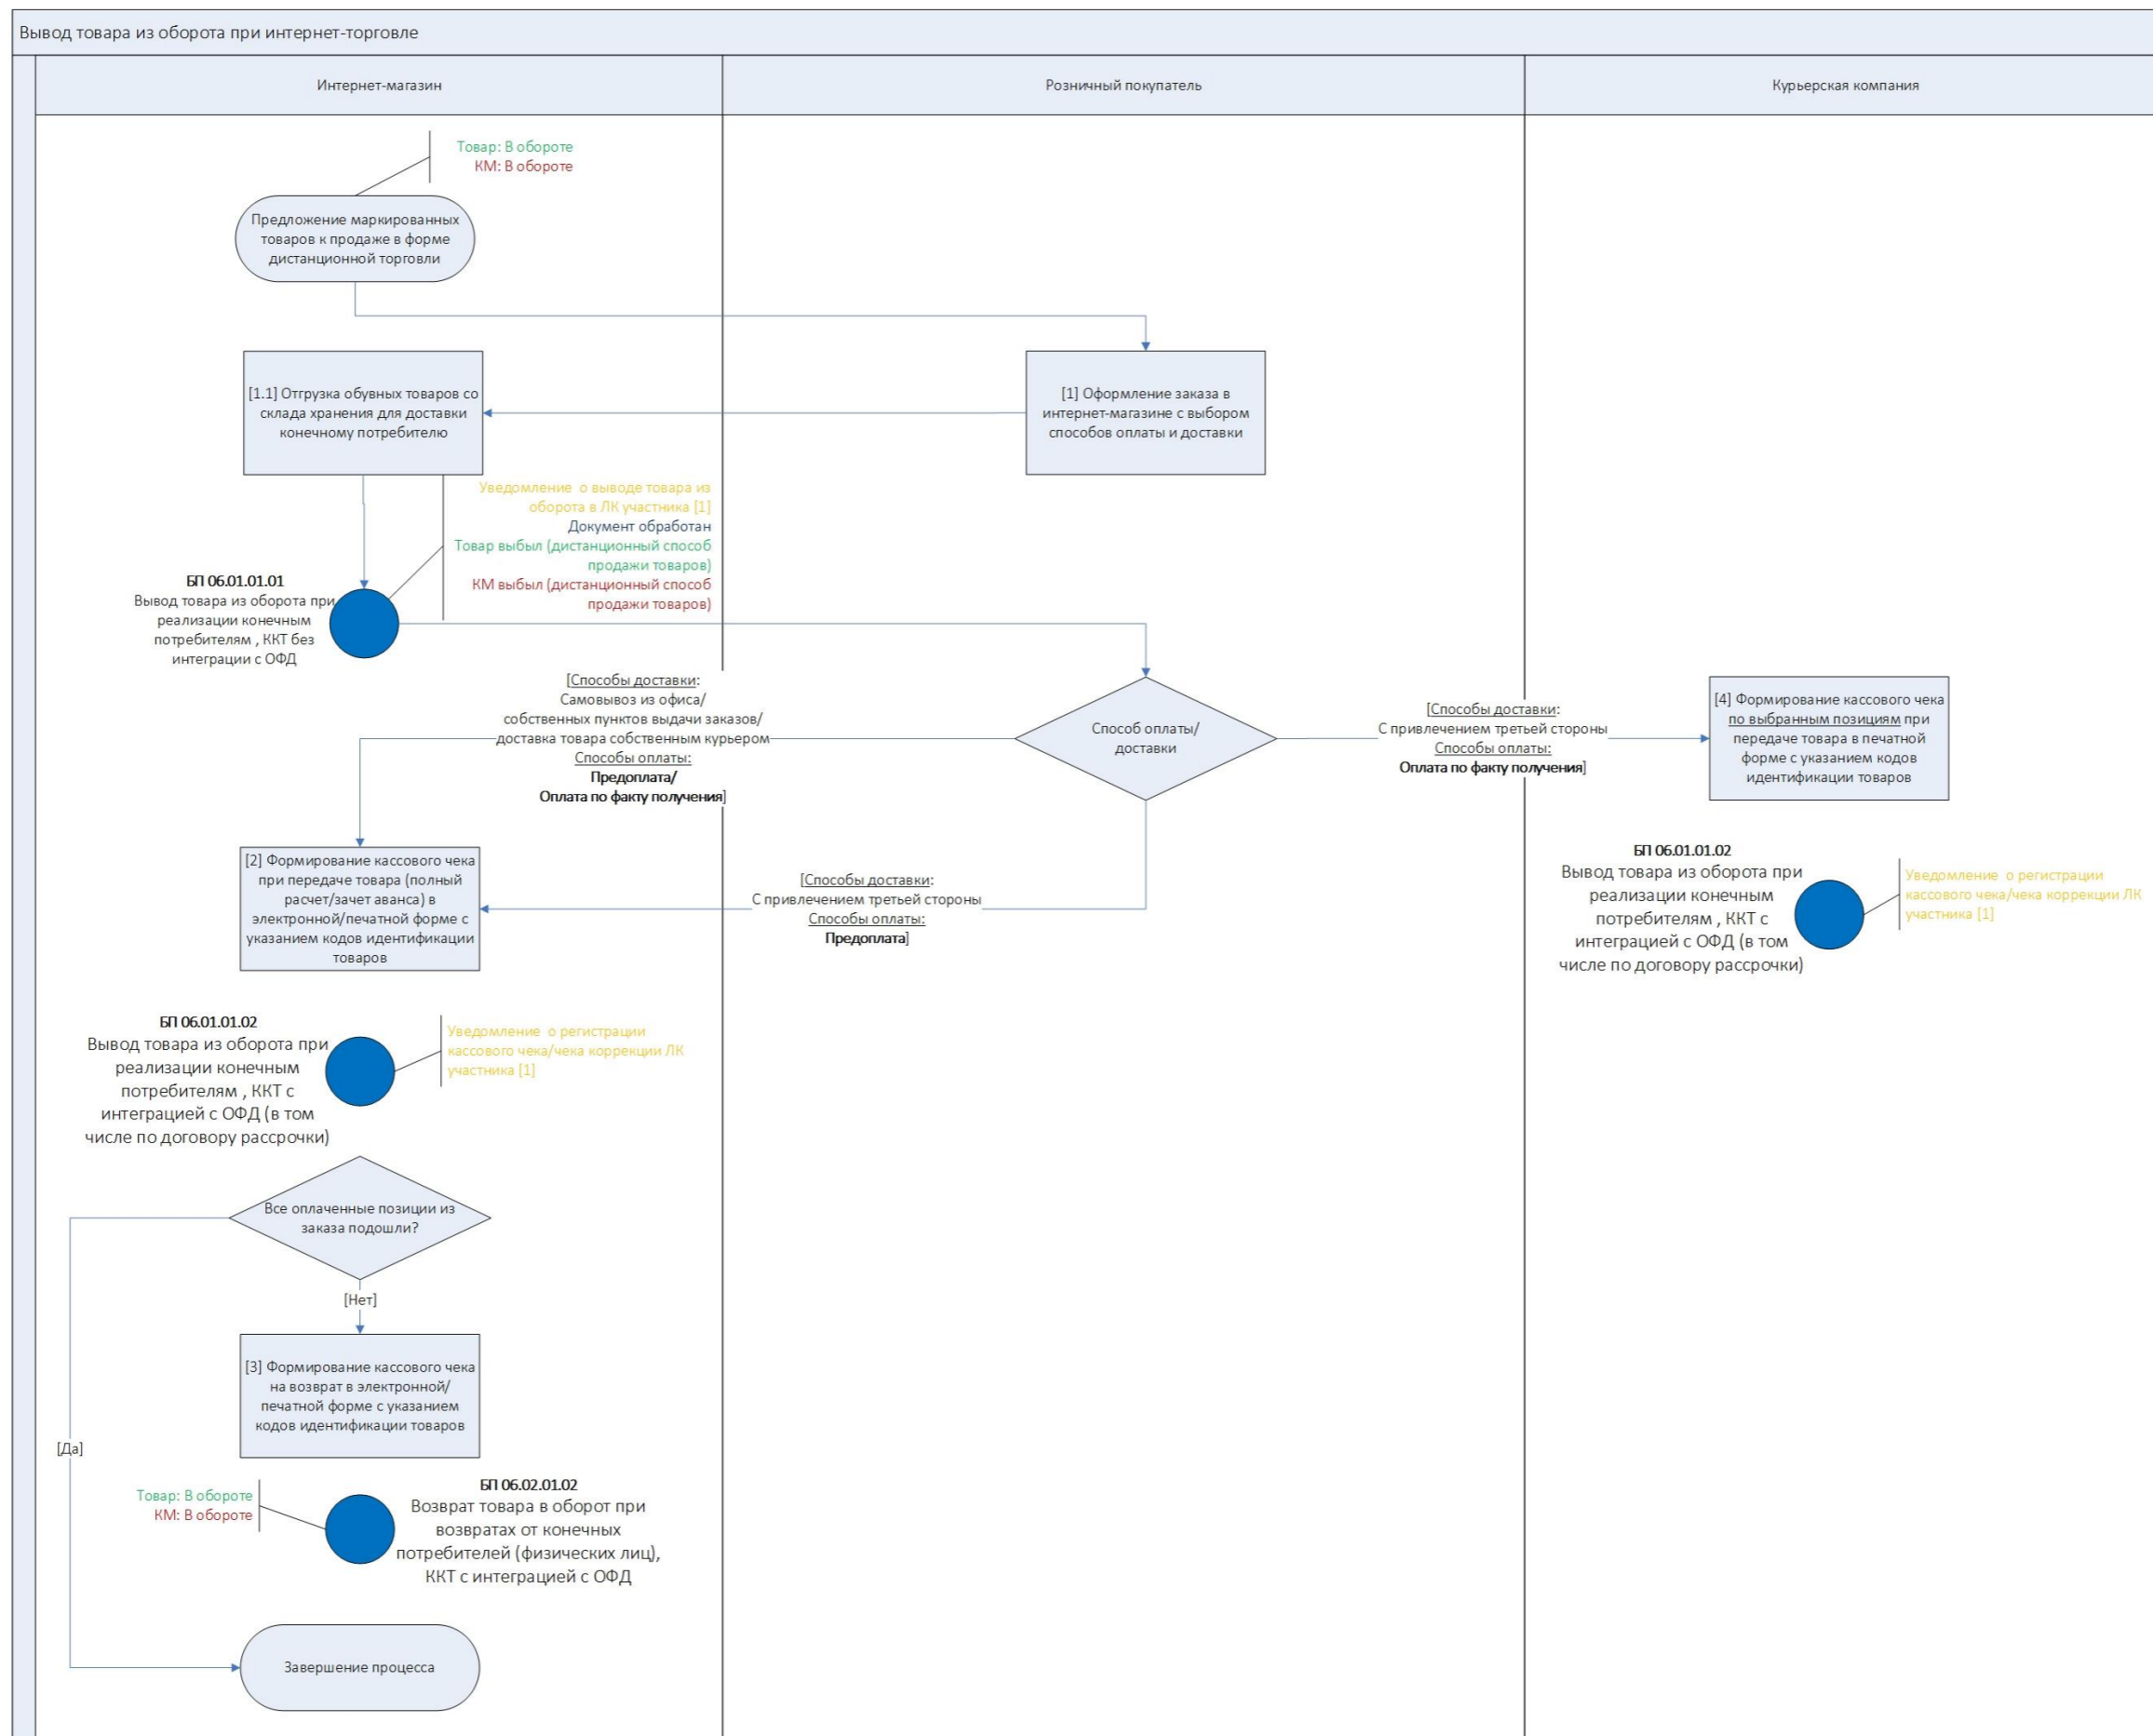 Вывод товара из оборота при интернет-торговле
Интернет-магазин
Розничный покупатель
Курьерская компания
Товар: В обороте
КМ: В обороте
Предложение маркированных
товаров к продаже в форме
дистанционной торговли
[1.1] Отгрузка обувных товаров со
склада хранения для доставки
конечному потребителю
[1] Оформление заказа в
интернет-магазине с выбором
способов оплаты и доставки
Уведомление о выводе товара из
оборота в ЛК участника [1]
Документ обработан
Товар выбыл (дистанционный способ
продажи товаров)
КМ выбыл (дистанционный способ
продажи товаров)
БП 06.01.01.01
Вывод товара из оборота при
реализации конечным
потребителям , ККТ без
интеграции с ОФД
[Способы доставки:
Самовывоз из офиса/
собственных пунктов выдачи заказов/
доставка товара собственным курьером
Способы оплаты:
Предоплата/
Оплата по факту получения]
Способ оплаты/
доставки
[Способы доставки:
С привлечением третьей стороны
Способы оплаты:
Оплата по факту получения]
[4] Формирование кассового чека
по выбранным позициям при
передаче товара в печатной
форме с указанием кодов
идентификации товаров
[2] Формирование кассового чека
при передаче товара (полный
расчет/зачет аванса) в
электронной/печатной форме с
указанием кодов идентификации
товаров
[Способы доставки:
С привлечением третьей стороны
Способы оплаты:
Предоплата]
БП 06.01.01.02
Вывод товара из оборота при
реализации конечным
потребителям , ККТ с
интеграцией с ОФД (в том
числе по договору рассрочки)
Уведомление о регистрации
кассового чека/чека коррекции ЛК
участника [1]
БП 06.01.01.02
Вывод товара из оборота при
реализации конечным
потребителям , ККТ с
интеграцией с ОФД (в том
числе по договору рассрочки)
Уведомление о регистрации
кассового чека/чека коррекции ЛК
участника [1]
Все оплаченные позиции из
заказа подошли?
[Нет]
[3] Формирование кассового чека
на возврат в электронной/
печатной форме с указанием
кодов идентификации товаров
[Да]
Товар: В обороте
КМ: В обороте
БП 06.02.01.02
Возврат товара в оборот при
возвратах от конечных
потребителей (физических лиц),
ККТ с интеграцией с ОФД
Завершение процесса